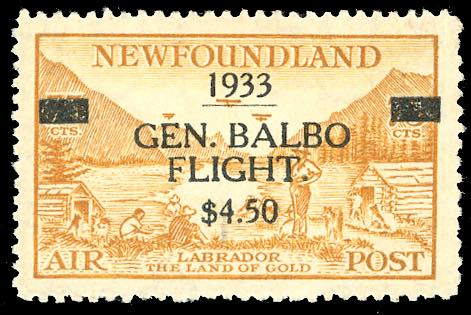 NEWFOUNDLAND
1933
CTS. CTS.
GEN. BALBO
FLIGHT.
$4.50
AIR LABRADOR POST
THE LAND OF GOLD